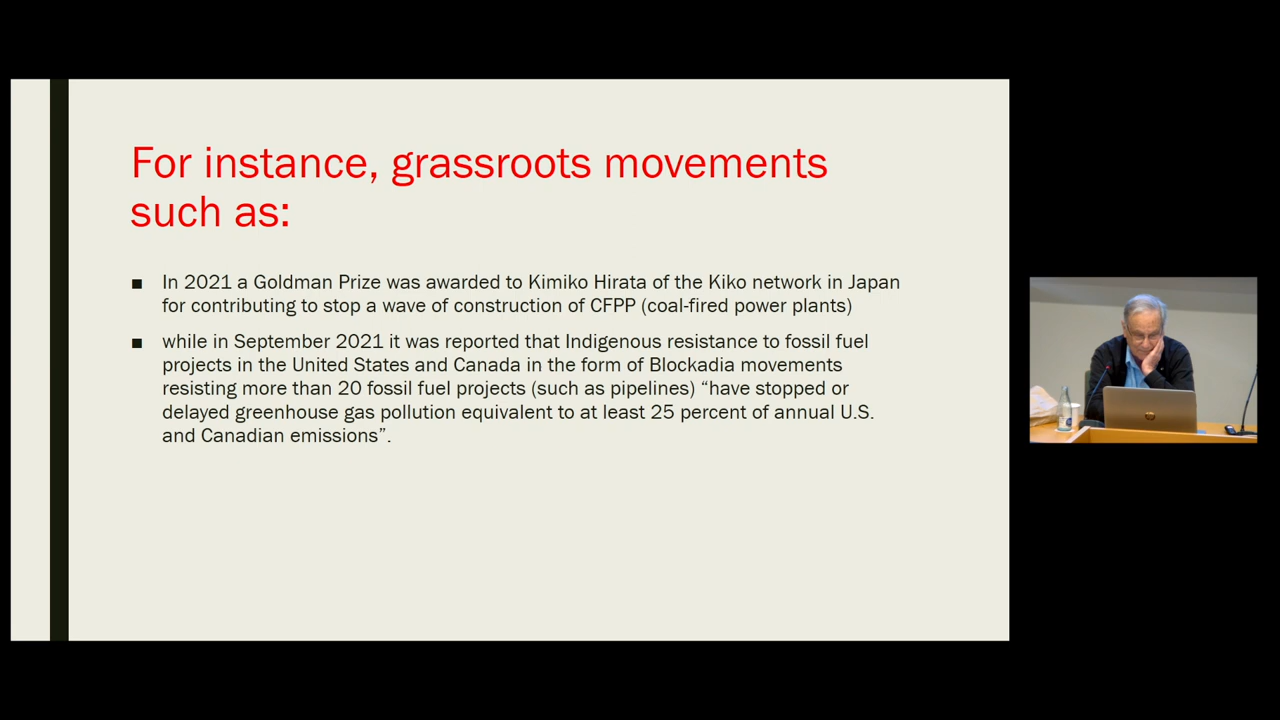 For instance, grassroots movements
such as:
■ In 2021 a Goldman Prize was awarded to Kimiko Hirata of the Kiko network in Japan
for contributing to stop a wave of construction of CFPP (coal-fired power plants)
■ while in September 2021 it was reported that Indigenous resistance to fossil fuel
projects in the United States and Canada in the form of Blockadia movements
resisting more than 20 fossil fuel projects (such as pipelines) “have stopped or
delayed greenhouse gas pollution equivalent to at least 25 percent of annual U.S.
and Canadian emissions”.